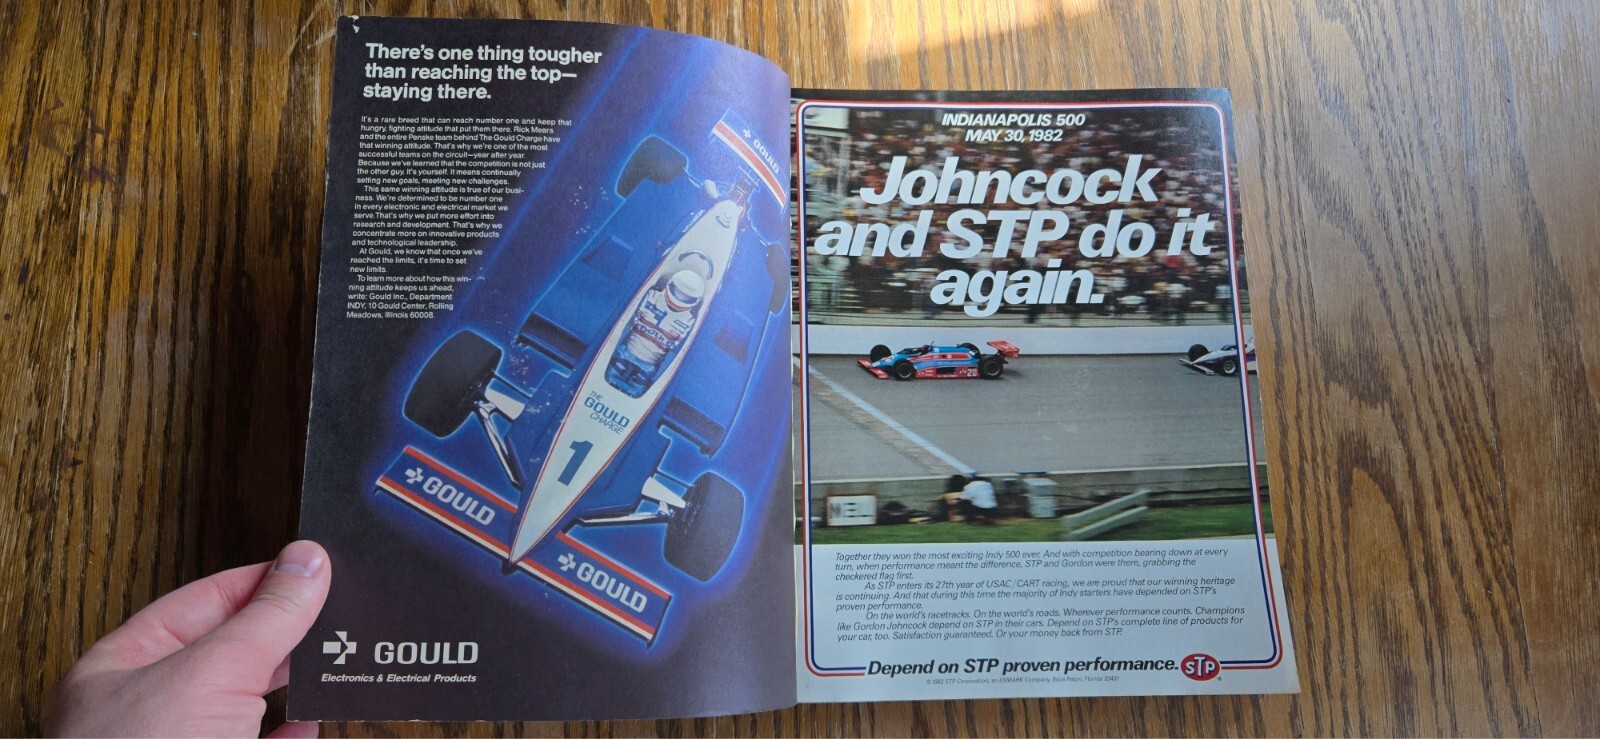 There's one thing tougher
than reaching the top—
staying there.
It's a rare breed that can reach number one and keep that
hungry, fighting attitude that put them there. Rick Mears
and the entire Penske team behind The Gould Charge have
that winning attitude. That's why we're one of the most
successful teams on the circuit—year after year.
Because we've learned that the competition is not just
the other guy. It's yourself. It means continually
setting new goals, meeting new challenges.
This same winning attitude is true of our busi-
ness. We're determined to be number one
in every electronic and electrical market we
serve. That's why we put more effort into
research and development. That's why we
concentrate more on innovative products
and technological leadership.
At Gould, we know that once we've
reached the limits, it's time to set
new limits.
To learn more about how this win-
ning attitude keeps us ahead,
write: Gould Inc., Department
INDY, 10 Gould Center, Rolling
Meadows, Illinois 60008.
GOULD
GOULD
THE
GOULD
CHARGE
1
GOULD
GOULD
GOULD
Electronics & Electrical Products
INDIANAPOLIS 500
MAY 30, 1982
Johncock
and STP do it
again.
20
Together they won the most exciting Indy 500 ever. And with competition bearing down at every
turn, when performance meant the difference, STP and Gordon were there, grabbing the
checkered flag first.
As STP enters its 27th year of USAC/CART racing, we are proud that our winning heritage
is continuing. And that during this time the majority of Indy starters have depended on STP's
proven performance.
On the world's racetracks. On the world's roads. Wherever performance counts. Champions
like Gordon Johncock depend on STP in their cars. Depend on STP's complete line of products for
your car, too. Satisfaction guaranteed. Or your money back from STP.
Depend on STP proven performance. STP®
© 1982 STP Corporation, an ESMARK Company, Boca Raton, Florida 33431